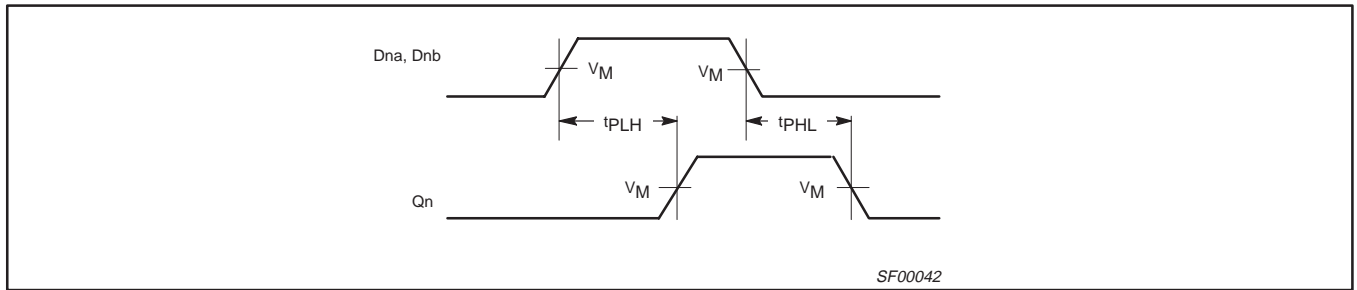 Dna, Dnb
VM
VM
tPLH
tPHL
VM
VM
Qn
SF00042